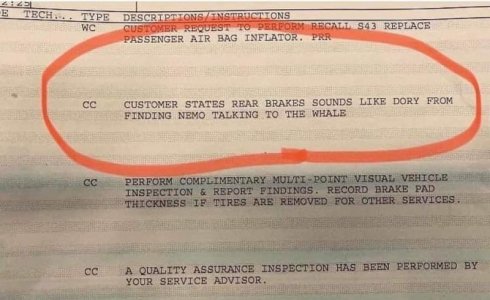 2:29
DE TECH... TYPE DESCRIPTIONS/INSTRUCTIONS
WC CUSTOMER REQUEST TO PERFORM RECALL S43 REPLACE
PASSENGER AIR BAG INFLATOR. PRR
CC CUSTOMER STATES REAR BRAKES SOUNDS LIKE DORY FROM
FINDING NEMO TALKING TO THE WHALE
CC PERFORM COMPLIMENTARY MULTI-POINT VISUAL VEHICLE
INSPECTION & REPORT FINDINGS. RECORD BRAKE PAD
THICKNESS IF TIRES ARE REMOVED FOR OTHER SERVICES.
CC A QUALITY ASSURANCE INSPECTION HAS BEEN PERFORMED BY
YOUR SERVICE ADVISOR.